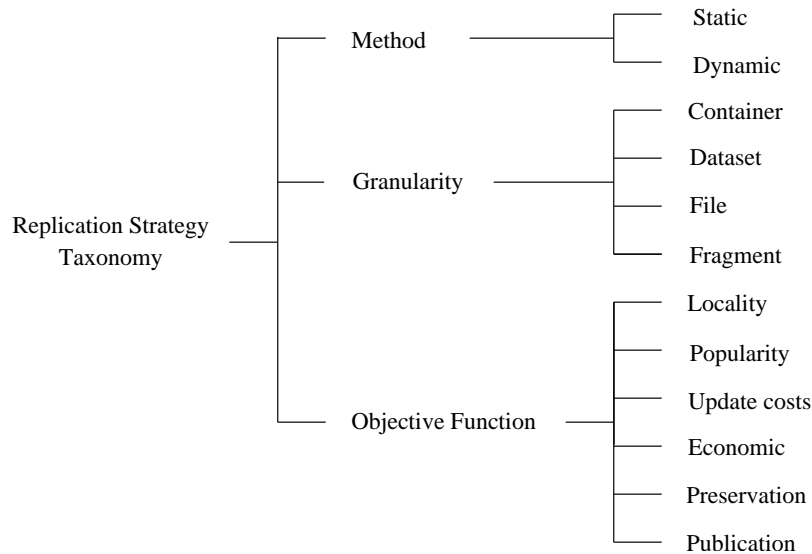 Replication Strategy
Taxonomy
Method
Static
Dynamic
Granularity
Container
Dataset
File
Fragment
Objective Function
Locality
Popularity
Update costs
Economic
Preservation
Publication